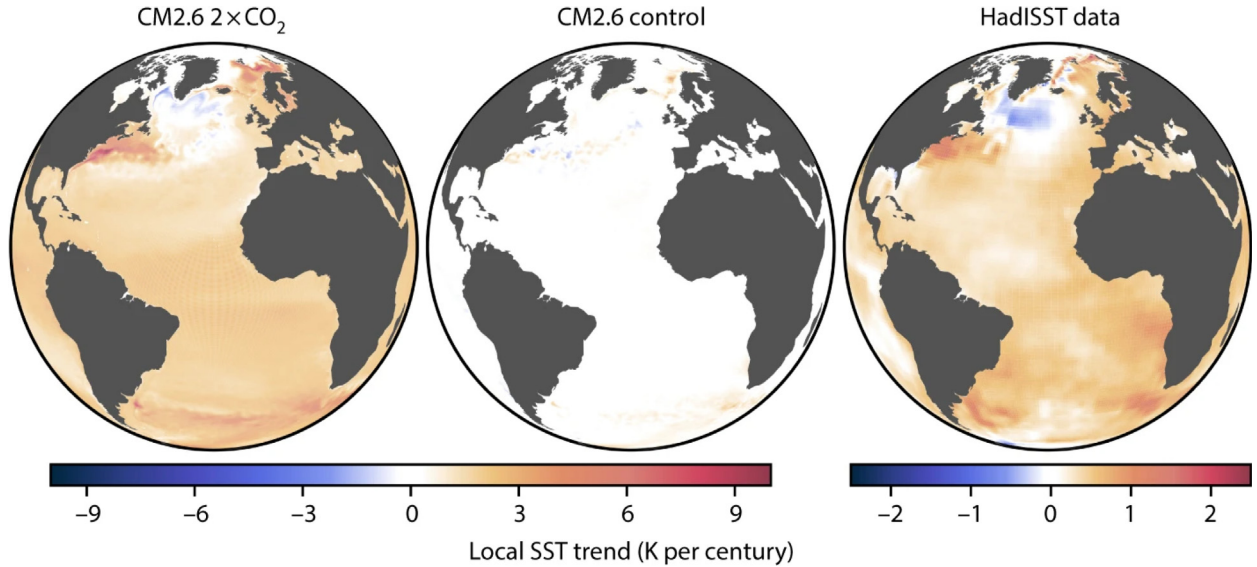 CM2.6 2×CO₂ CM2.6 control HadISST data
−9 −6 −3 0 3 6 9 −2 −1 0 1 2
Local SST trend (K per century)